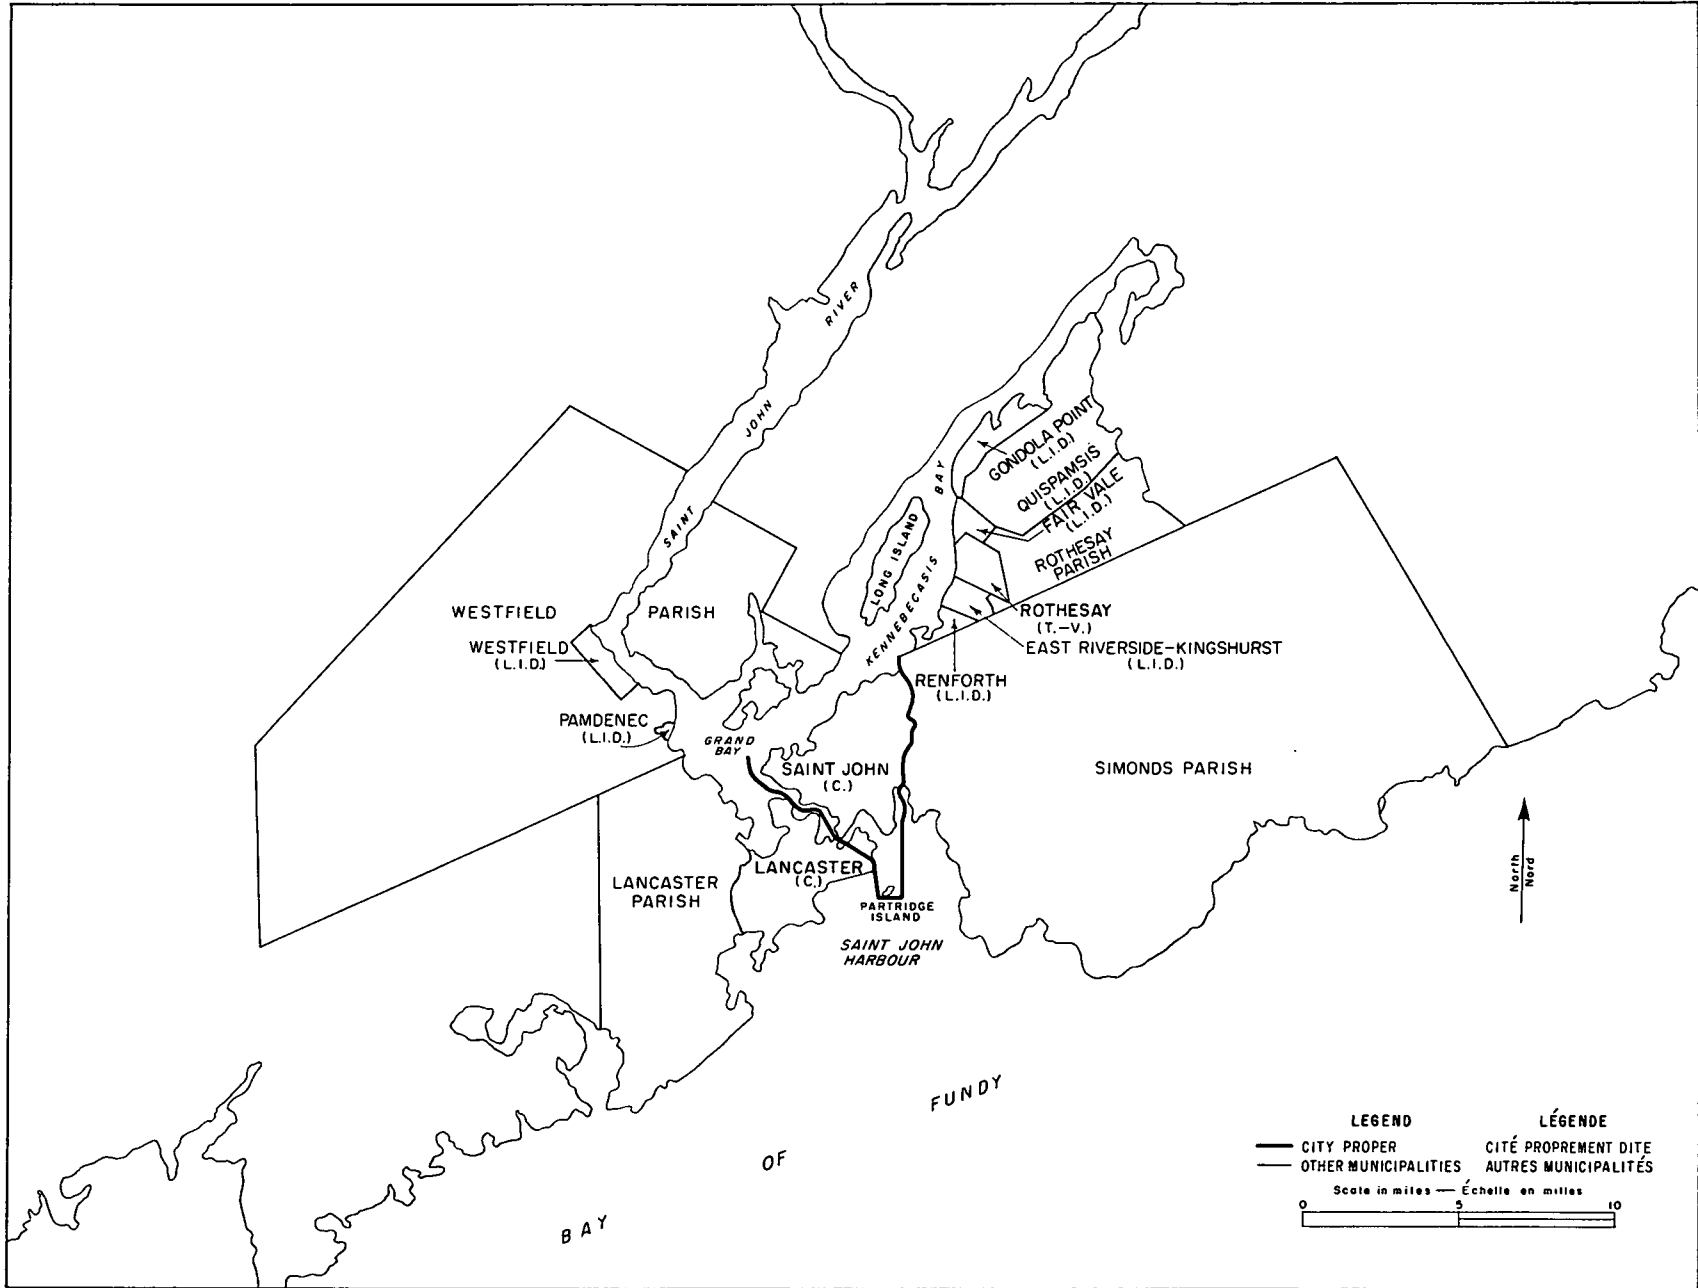 RIVER
JOHN
SAINT
GONDOLA POINT
(L.I.D.)
QUISPAMSIS
(L.I.D.)
FAIR VALE
(L.I.D.)
ROTHESAY
PARISH
BAY
KENNEBECASIS
LONG ISLAND
WESTFIELD
PARISH
WESTFIELD
(L.I.D.)
ROTHESAY
(T.-V.)
EAST RIVERSIDE-KINGSHURST
(L.I.D.)
RENFORTH
(L.I.D.)
PAMDENEC
(L.I.D.)
GRAND
BAY
SAINT JOHN
(C.)
SIMONDS PARISH
LANCASTER
(C.)
LANCASTER
PARISH
PARTRIDGE
ISLAND
SAINT JOHN
HARBOUR
North
Nord
BAY
OF
FUNDY
LEGEND LÉGENDE
CITY PROPER CITÉ PROPREMENT DITE
OTHER MUNICIPALITIES AUTRES MUNICIPALITÉS
Scale in miles — Échelle en milles
0 5 10